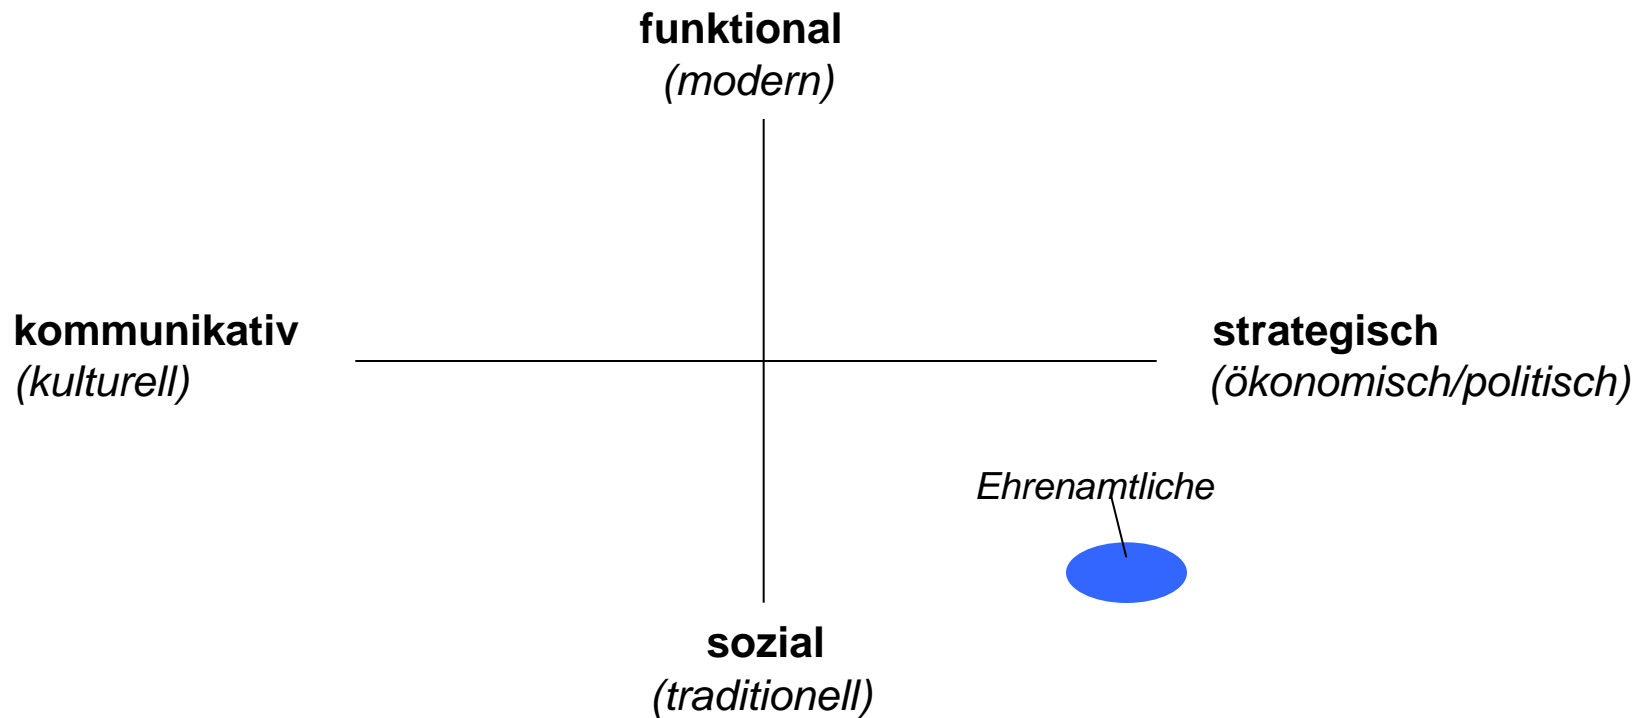 funktional
(modern)
kommunikativ
(kulturell)
strategisch
(ökonomisch/politisch)
Ehrenamtliche
sozial
(traditionell)